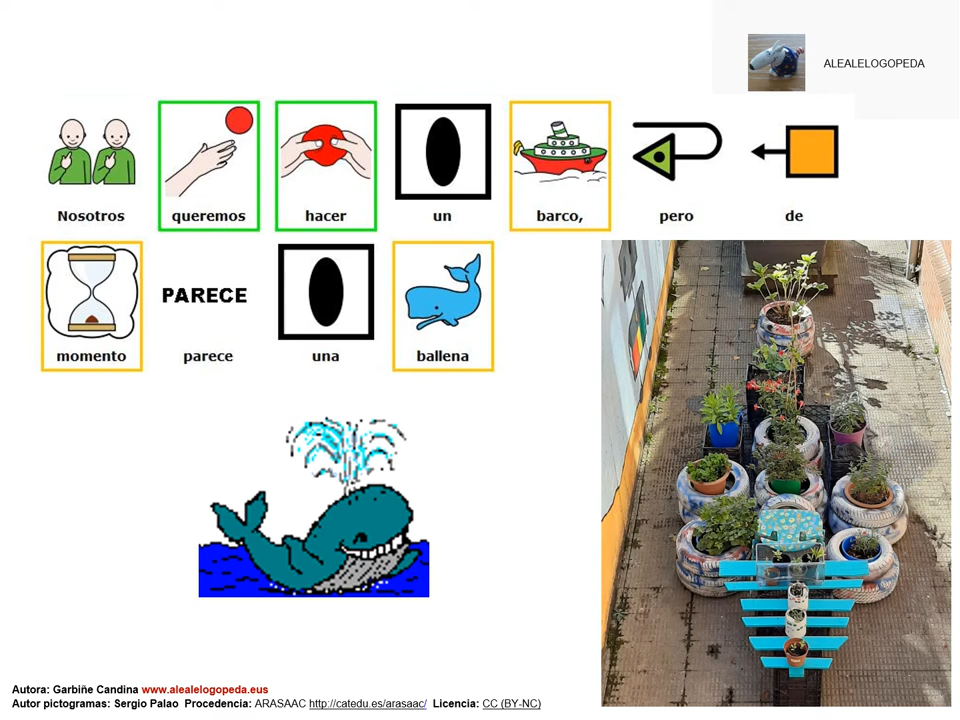 ALEALELOGOPEDA
Nosotros queremos hacer un barco, pero de
PARECE
momento parece una ballena
Autora: Garbiñe Candina www.alealelogopeda.eus
Autor pictogramas: Sergio Palao Procedencia: ARASAAC http://catedu.es/arasaac/ Licencia: CC (BY-NC)